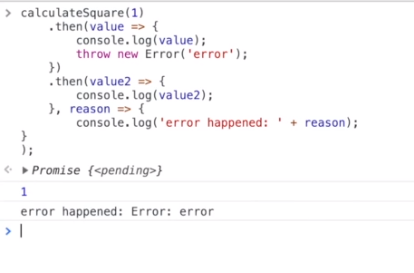 > calculateSquare(1)
    .then(value => {
        console.log(value);
        throw new Error('error');
    })
    .then(value2 => {
        console.log(value2);
    }, reason => {
        console.log('error happened: ' + reason);
}
);
Promise {<pending>}
1
error happened: Error: error
>